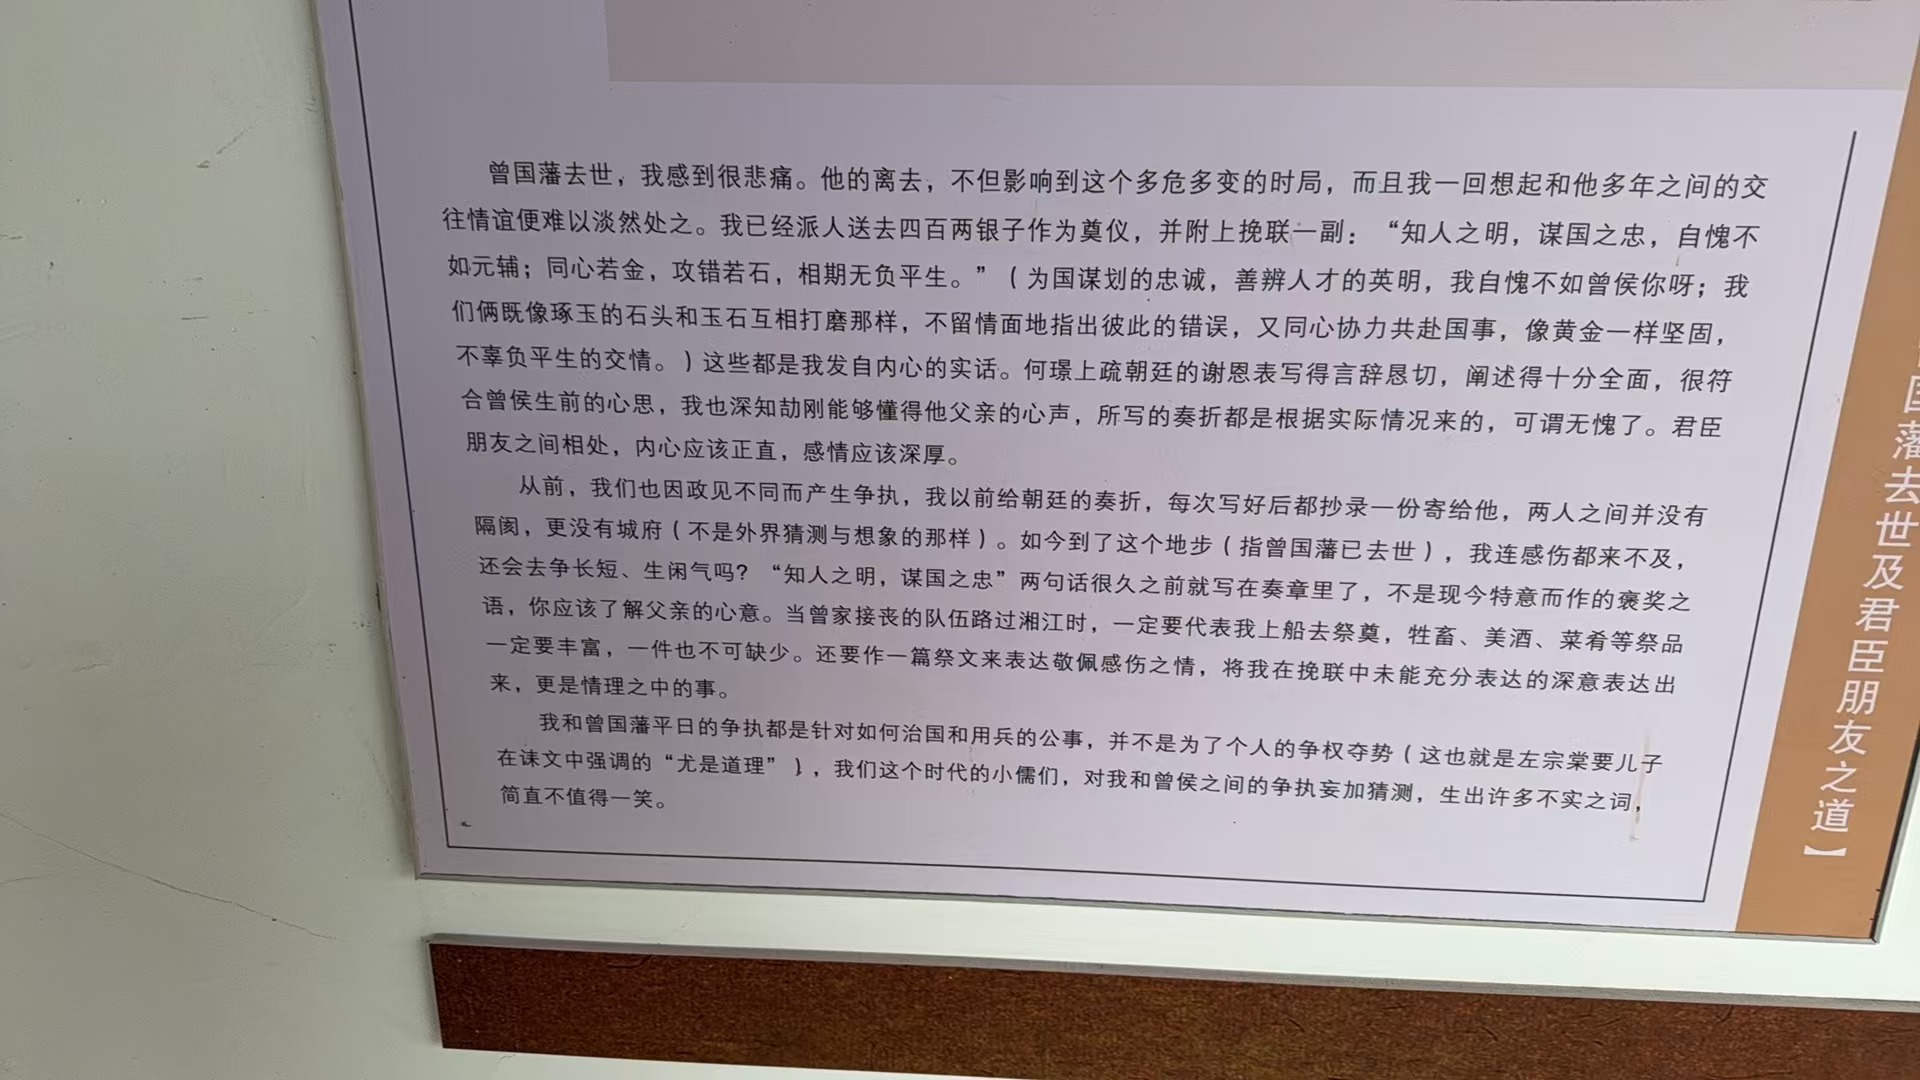 曾国藩去世，我感到很悲痛。他的离去，不但影响到这个多危多变的时局，而且我一回想起和他多年之间的交
往情谊便难以淡然处之。我已经派人送去四百两银子作为奠仪，并附上挽联一副：“知人之明，谋国之忠，自愧不
如元辅；同心若金，攻错若石，相期无负平生。”（为国谋划的忠诚，善辨人才的英明，我自愧不如曾侯你呀；我
们俩既像琢玉的石头和玉石互相打磨那样，不留情面地指出彼此的错误，又同心协力共赴国事，像黄金一样坚固，
不辜负平生的交情。）这些都是我发自内心的实话。何璟上疏朝廷的谢恩表写得言辞恳切，阐述得十分全面，很符
合曾侯生前的心思，我也深知劼刚能够懂得他父亲的心声，所写的奏折都是根据实际情况来的，可谓无愧了。君臣
朋友之间相处，内心应该正直，感情应该深厚。
从前，我们也因政见不同而产生争执，我以前给朝廷的奏折，每次写好后都抄录一份寄给他，两人之间并没有
隔阂，更没有城府（不是外界猜测与想象的那样）。如今到了这个地步（指曾国藩已去世），我连感伤都来不及，
还会去争长短、生闲气吗？“知人之明，谋国之忠”两句话很久之前就写在奏章里了，不是现今特意而作的褒奖之
语，你应该了解父亲的心意。当曾家接丧的队伍路过湘江时，一定要代表我上船去祭奠，牲畜、美酒、菜肴等祭品
一定要丰富，一件也不可缺少。还要作一篇祭文来表达敬佩感伤之情，将我在挽联中未能充分表达的深意表达出
来，更是情理之中的事。
我和曾国藩平日的争执都是针对如何治国和用兵的公事，并不是为了个人的争权夺势（这也就是左宗棠要儿子
在诔文中强调的“尤是道理”），我们这个时代的小儒们，对我和曾侯之间的争执妄加猜测，生出许多不实之词，
简直不值得一笑。
国藩去世及君臣朋友之道】